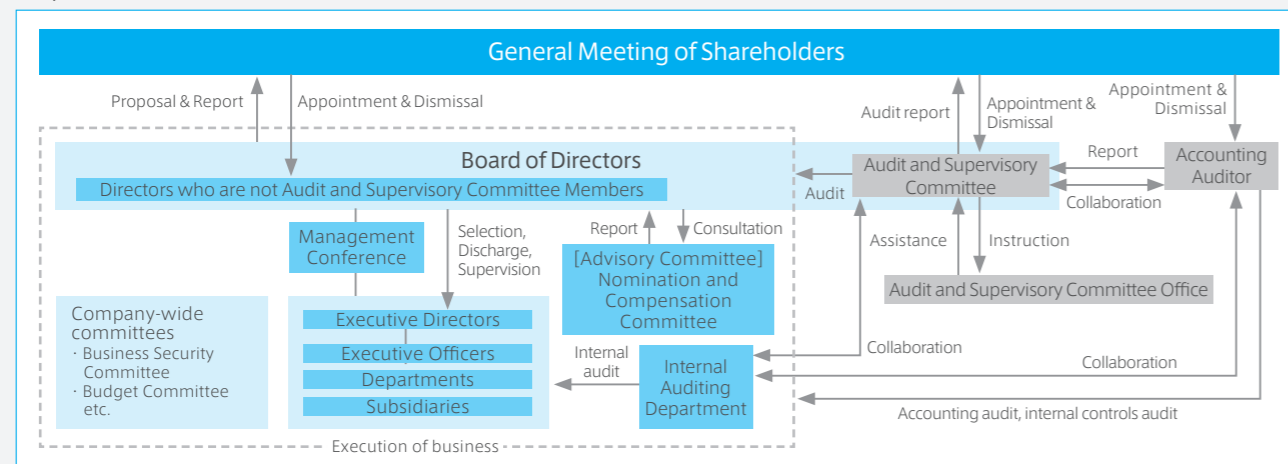 General Meeting of Shareholders
Proposal & Report
Appointment & Dismissal
Audit report
Appointment &
Dismissal
Appointment &
Dismissal
Board of Directors
Directors who are not Audit and Supervisory Committee Members
Audit
Audit and Supervisory
Committee
Report
Collaboration
Accounting
Auditor
Management
Conference
Selection,
Discharge,
Supervision
Report
Consultation
Assistance
Instruction
[Advisory Committee]
Nomination and
Compensation
Committee
Audit and Supervisory Committee Office
Company-wide
committees
· Business Security
Committee
· Budget Committee
etc.
Executive Directors
Executive Officers
Departments
Subsidiaries
Internal
audit
Internal
Auditing
Department
Collaboration
Collaboration
Accounting audit, internal controls audit
Execution of business